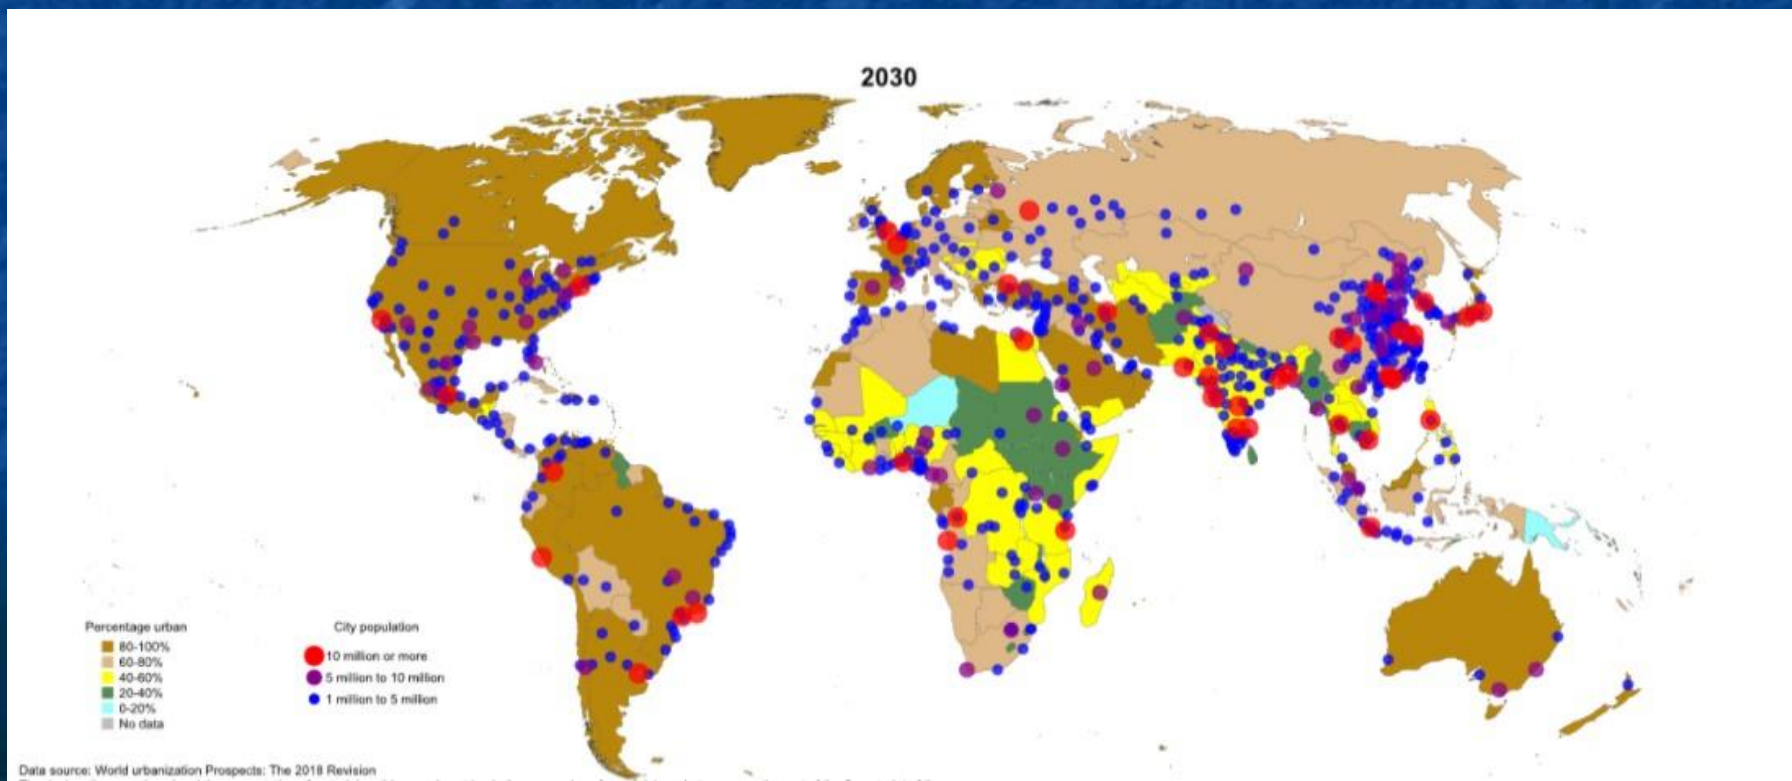 2030
Percentage urban
80-100%
60-80%
40-60%
20-40%
0-20%
No data
City population
10 million or more
5 million to 10 million
1 million to 5 million
Data source: World urbanization Prospects: The 2018 Revision